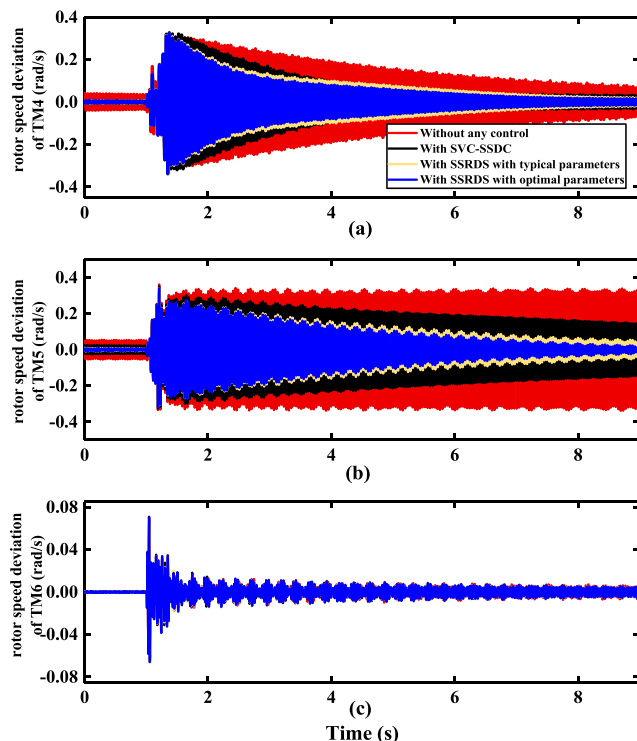 rotor speed deviation
of TM4 (rad/s)
0.4
0.2
0.0
-0.2
-0.4
Without any control
With SVC-SSDC
With SSRDS with typical parameters
With SSRDS with optimal parameters
0
2
4
6
8
(a)
rotor speed deviation
of TM5 (rad/s)
0.4
0.2
0.0
-0.2
-0.4
0
2
4
6
8
(b)
rotor speed deviation
of TM6 (rad/s)
0.08
0.04
0.00
-0.04
-0.08
0
2
4
6
8
(c)
Time (s)